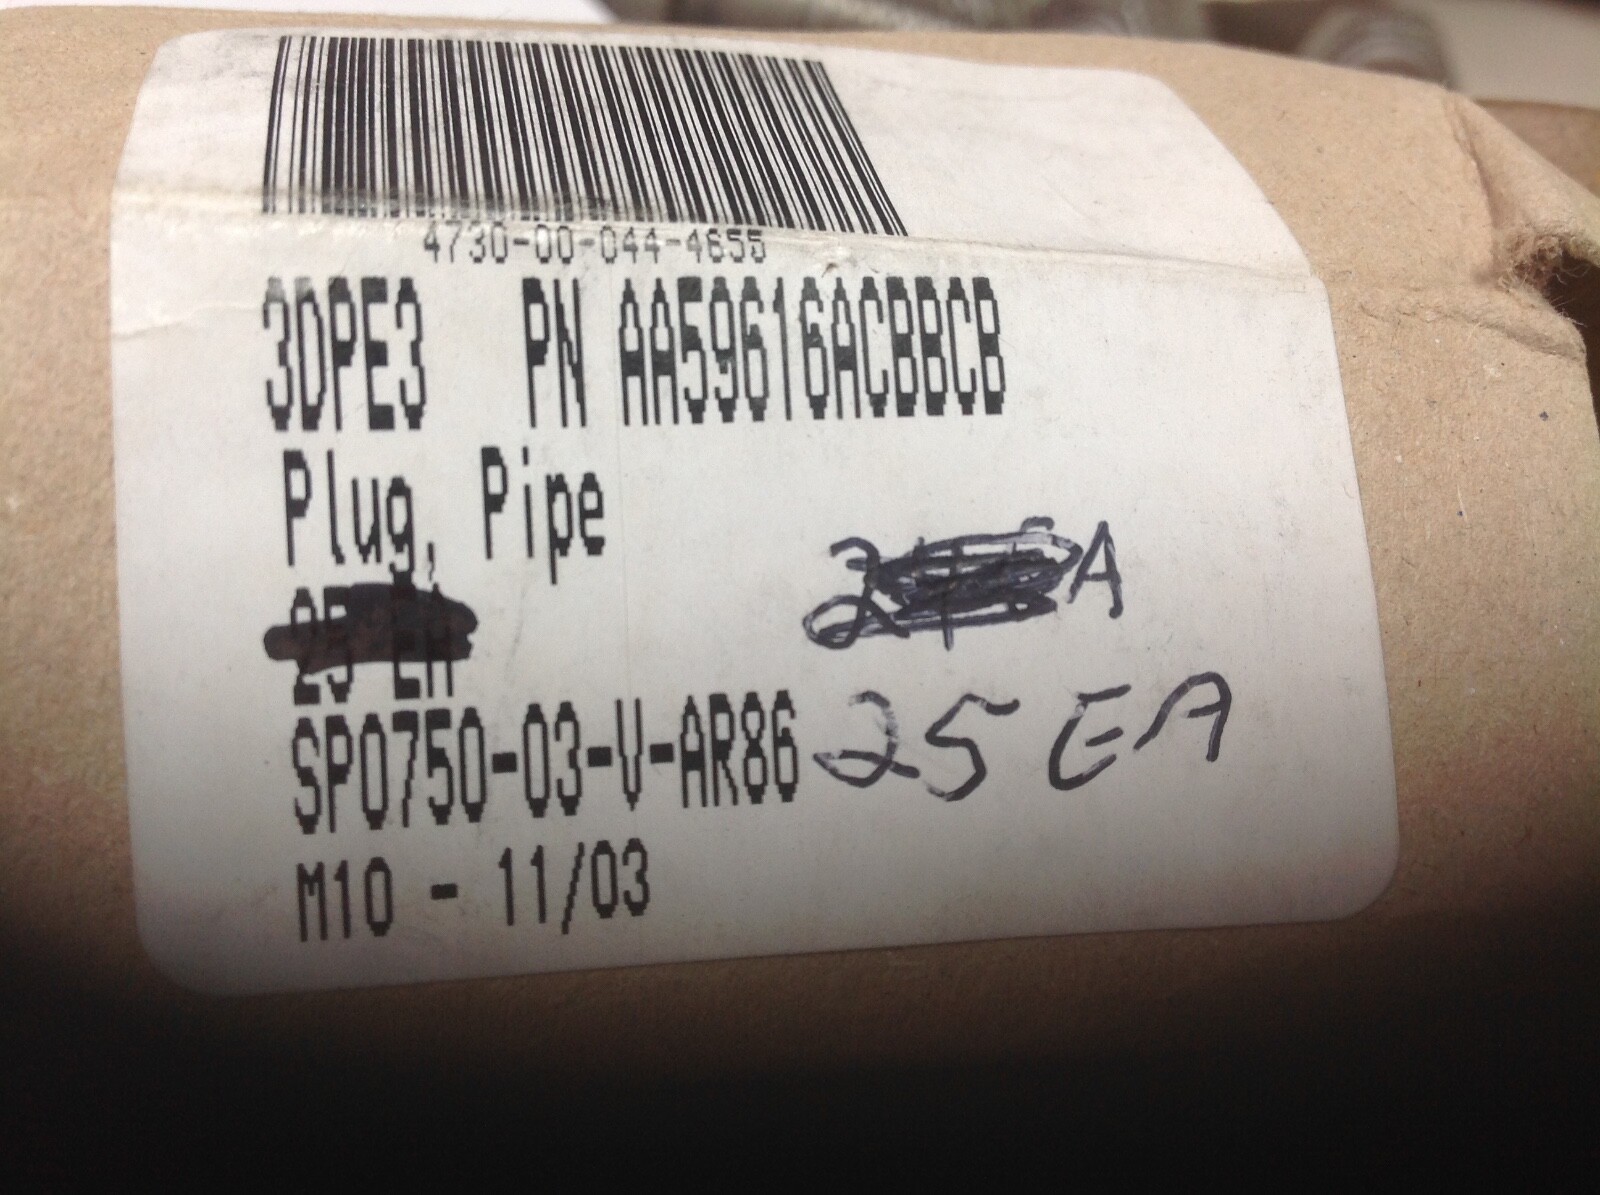 4730-00-044-4655
3DPE3 PN AA59616ACBBCB
Plug, Pipe
25 EA
SP0750-03-V-AR86 25 EA
M10 - 11/03